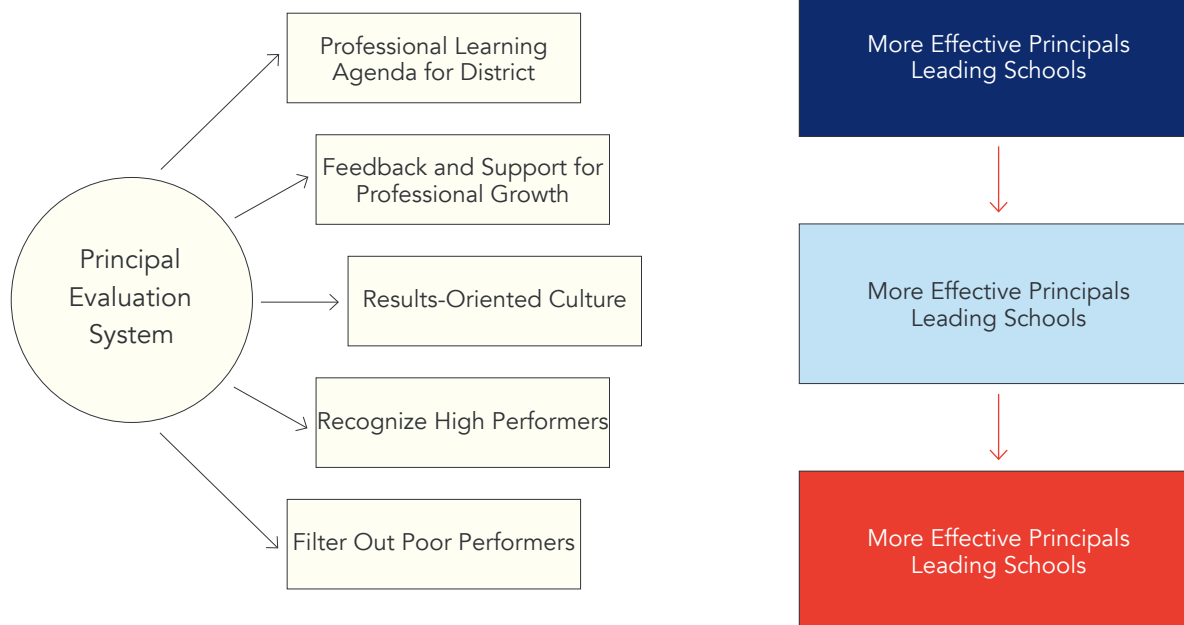 Professional Learning
Agenda for District
Feedback and Support for
Professional Growth
Principal
Evaluation
System
Results-Oriented Culture
Recognize High Performers
Filter Out Poor Performers
More Effective Principals
Leading Schools
More Effective Principals
Leading Schools
More Effective Principals
Leading Schools